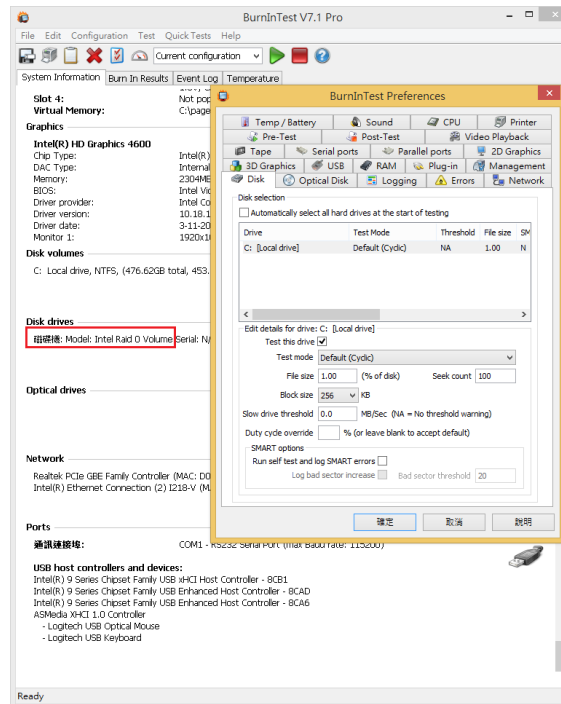 BurnInTest V7.1 Pro
File Edit Configuration Test Quick Tests Help
Current configuration
System Information Burn In Results Event Log Temperature
Slot 4: Not pop
Virtual Memory: C:\page
Graphics
Intel(R) HD Graphics 4600
Chip Type: Intel(R)
DAC Type: Internal
Memory: 2304ME
BIOS: Intel Vid
Driver provider: Intel Co
Driver version: 10.18.1
Driver date: 3-11-20
Monitor 1: 1920x1
Disk volumes
C: Local drive, NTFS, (476.62GB total, 453.
Disk drives
磁碟機: Model: Intel Raid 0 Volume Serial: N/
Optical drives
Network
Realtek PCIe GBE Family Controller (MAC: D0
Intel(R) Ethernet Connection (2) I218-V (M
Ports
通訊連接埠: COM1 - RS232 Serial Port (max Baud rate: 115200)
USB host controllers and devices:
Intel(R) 9 Series Chipset Family USB xHCI Host Controller - 8CB1
Intel(R) 9 Series Chipset Family USB Enhanced Host Controller - 8CAD
Intel(R) 9 Series Chipset Family USB Enhanced Host Controller - 8CA6
ASMedia XHCI 1.0 Controller
- Logitech USB Optical Mouse
- Logitech USB Keyboard
Ready
BurnInTest Preferences
Temp / Battery Sound CPU Printer
Pre-Test Post-Test Video Playback
Tape Serial ports Parallel ports 2D Graphics
3D Graphics USB RAM Plug-in Management
Disk Optical Disk Logging Errors Network
Disk selection
Automatically select all hard drives at the start of testing
Drive Test Mode Threshold File size SM
C: [Local drive] Default (Cyclic) NA 1.00 N
Edit details for drive: C: [Local drive]
Test this drive
Test mode Default (Cyclic)
File size 1.00 (% of disk) Seek count 100
Block size 256 KB
Slow drive threshold 0.0 MB/Sec (NA = No threshold warning)
Duty cycle override % (or leave blank to accept default)
SMART options
Run self test and log SMART errors
Log bad sector increase Bad sector threshold 20
確定 取消 說明